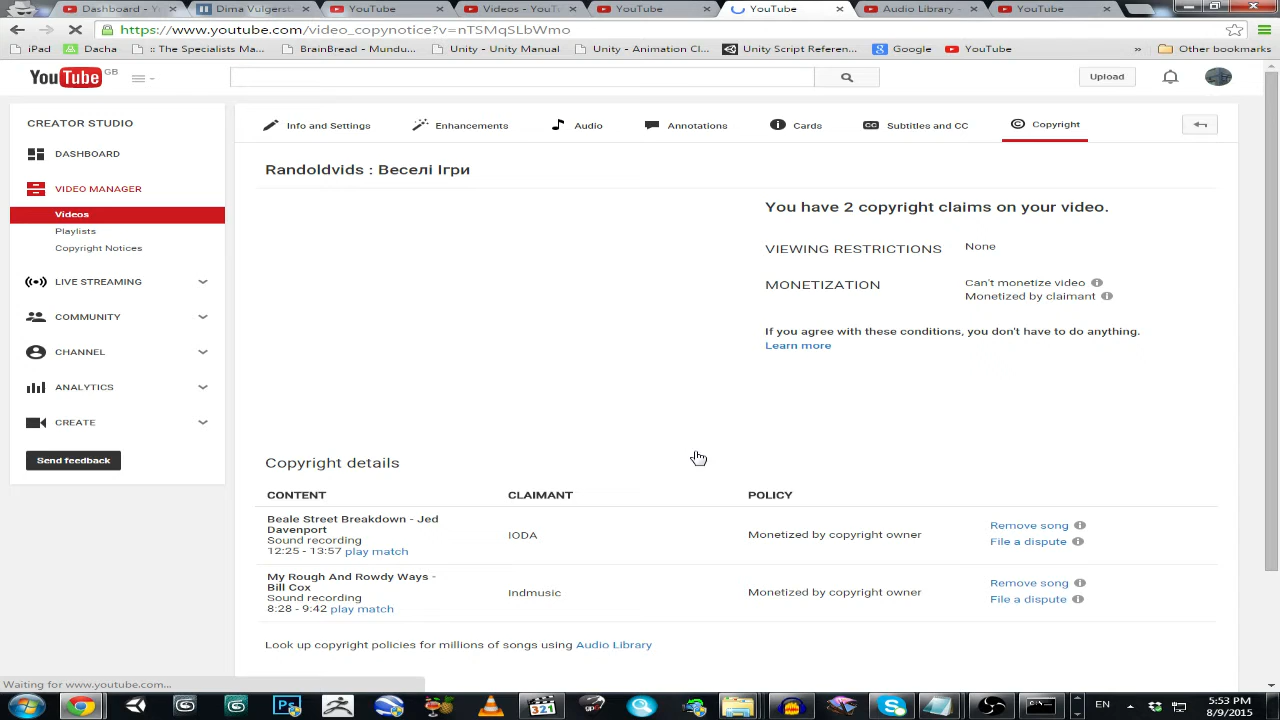 Dashboard - Y
Dima Vulgerst
YouTube
Videos - YouTu
YouTube
YouTube
Audio Library -
YouTube
https://www.youtube.com/video_copynotice?v=nTSMqSLbWmo
iPad
Dacha
:: The Specialists Ma...
BrainBread - Mundu...
Unity - Unity Manual
Unity - Animation Cl...
UnityScript Referen...
Google
YouTube
»
Other bookmarks
YouTube GB
Upload
CREATOR STUDIO
DASHBOARD
VIDEO MANAGER
Videos
Playlists
Copyright Notices
LIVE STREAMING
COMMUNITY
CHANNEL
ANALYTICS
CREATE
Send feedback
Info and Settings
Enhancements
Audio
Annotations
Cards
CC Subtitles and CC
© Copyright
Randoldvids : Веселі Ігри
You have 2 copyright claims on your video.
VIEWING RESTRICTIONS None
MONETIZATION Can't monetize video
Monetized by claimant
If you agree with these conditions, you don't have to do anything.
Learn more
Copyright details
CONTENT CLAIMANT POLICY
Beale Street Breakdown - Jed
Davenport
Sound recording
12:25 - 13:57 play match
IODA
Monetized by copyright owner
Remove song
File a dispute
My Rough And Rowdy Ways -
Bill Cox
Sound recording
8:28 - 9:42 play match
Indmusic
Monetized by copyright owner
Remove song
File a dispute
Look up copyright policies for millions of songs using Audio Library
Waiting for www.youtube.com...
Ps
321
EN
5:53 PM
8/9/2015